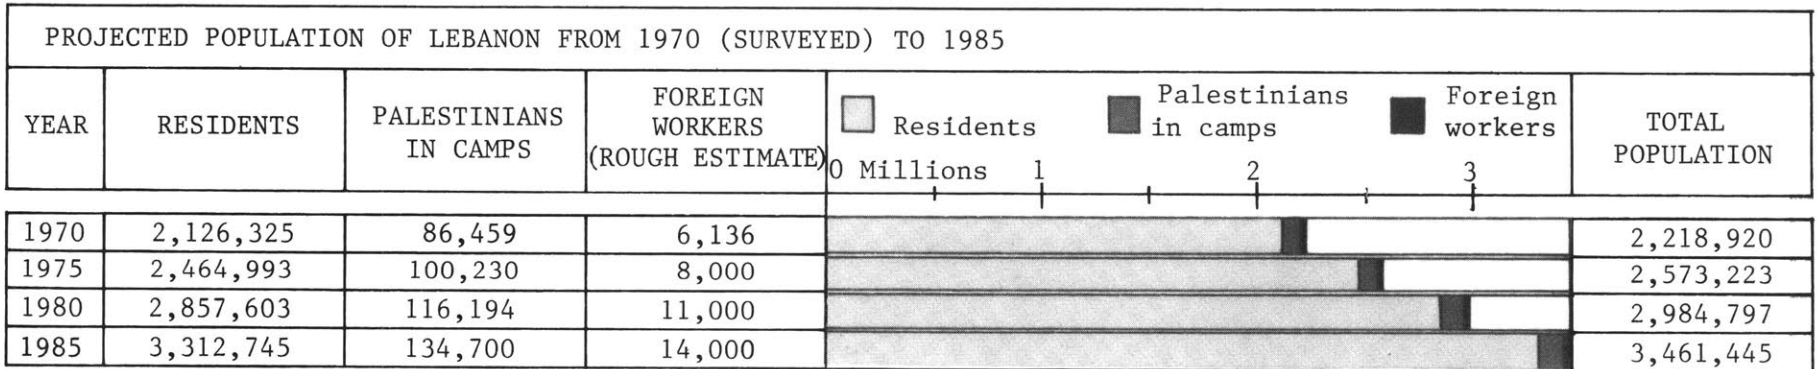 PROJECTED POPULATION OF LEBANON FROM 1970 (SURVEYED) TO 1985
YEAR RESIDENTS PALESTINIANS IN CAMPS FOREIGN WORKERS (ROUGH ESTIMATE) Residents Palestinians in camps Foreign workers TOTAL POPULATION
0 Millions 1 2 3
1970 2,126,325 86,459 6,136 2,218,920
1975 2,464,993 100,230 8,000 2,573,223
1980 2,857,603 116,194 11,000 2,984,797
1985 3,312,745 134,700 14,000 3,461,445